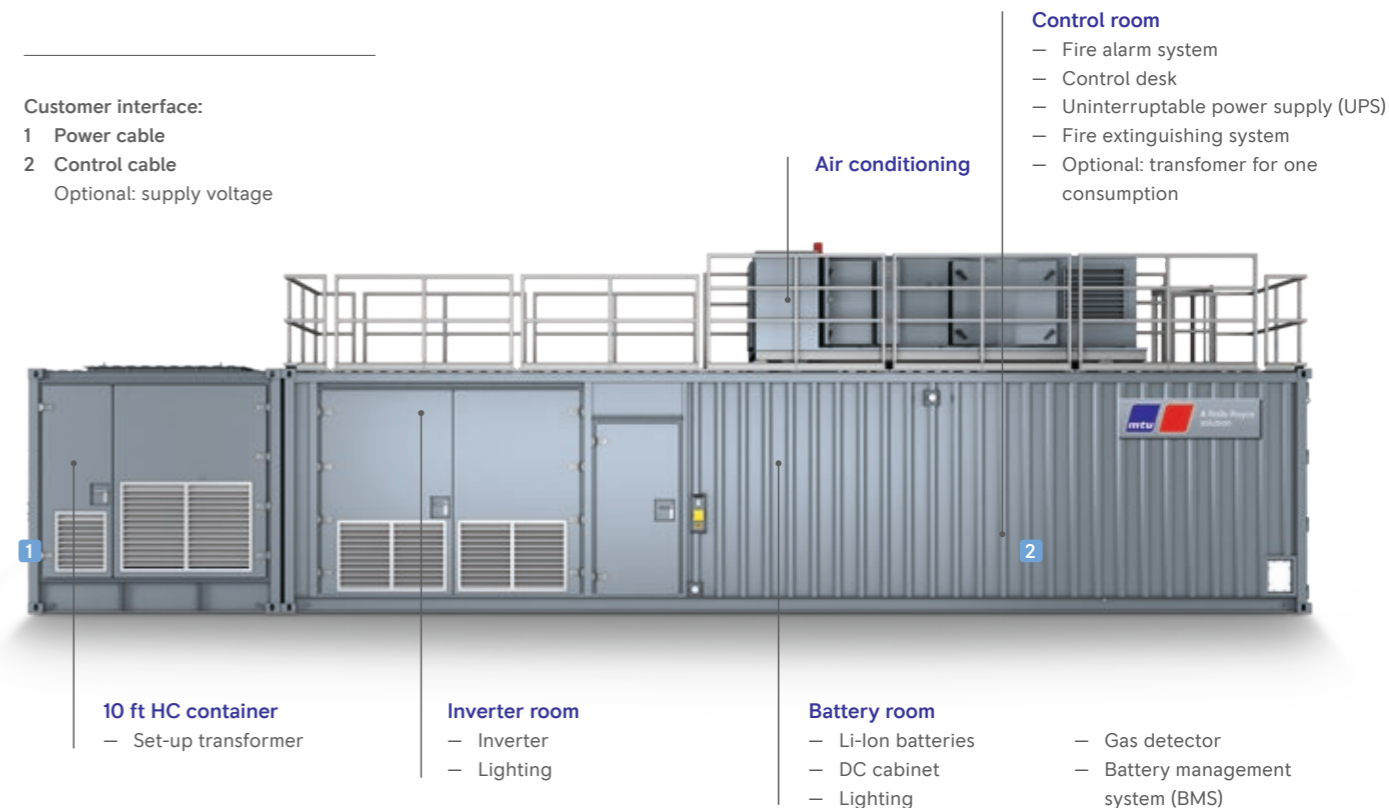 Control room
— Fire alarm system
— Control desk
— Uninterruptable power supply (UPS)
— Fire extinguishing system
— Optional: transfomer for one
consumption
Customer interface:
1 Power cable
2 Control cable
Optional: supply voltage
Air conditioning
mtu
A Rolls-Royce
solution
1
2
10 ft HC container
— Set-up transformer
Inverter room
— Inverter
— Lighting
Battery room
— Li-Ion batteries
— DC cabinet
— Lighting
— Gas detector
— Battery management
system (BMS)